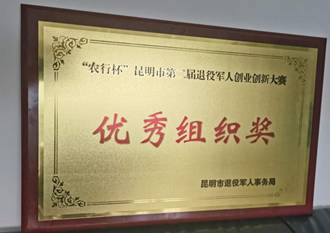 “农行杯”昆明市第二届退役军人创业创新大赛
优秀组织奖
昆明市退役军人事务局